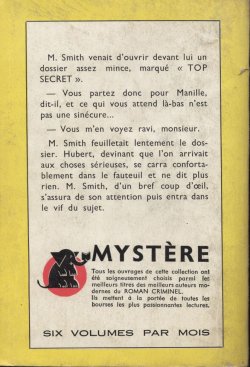 M. Smith venait d'ouvrir devant lui un
dossier assez mince, marqué « TOP
SECRET ».
— Vous partez donc pour Manille,
dit-il, et ce qui vous attend là-bas n'est
pas une sinécure...
— Vous m'en voyez ravi, monsieur.
M. Smith feuilletait lentement le dos-
sier. Hubert, devinant que l'on arrivait
aux choses sérieuses, se carra conforta-
blement dans le fauteuil et ne dit plus
rien. M. Smith, d'un bref coup d'œil,
s'assura de son attention puis entra dans
le vif du sujet.
MYSTÈRE
Tous les ouvrages de cette collection ont
été soigneusement choisis parmi les
meilleurs titres des meilleurs auteurs mo-
dernes du ROMAN CRIMINEL.
Ils mettent à la portée de toutes les
bourses les plus passionnantes lectures.
SIX VOLUMES PAR MOIS